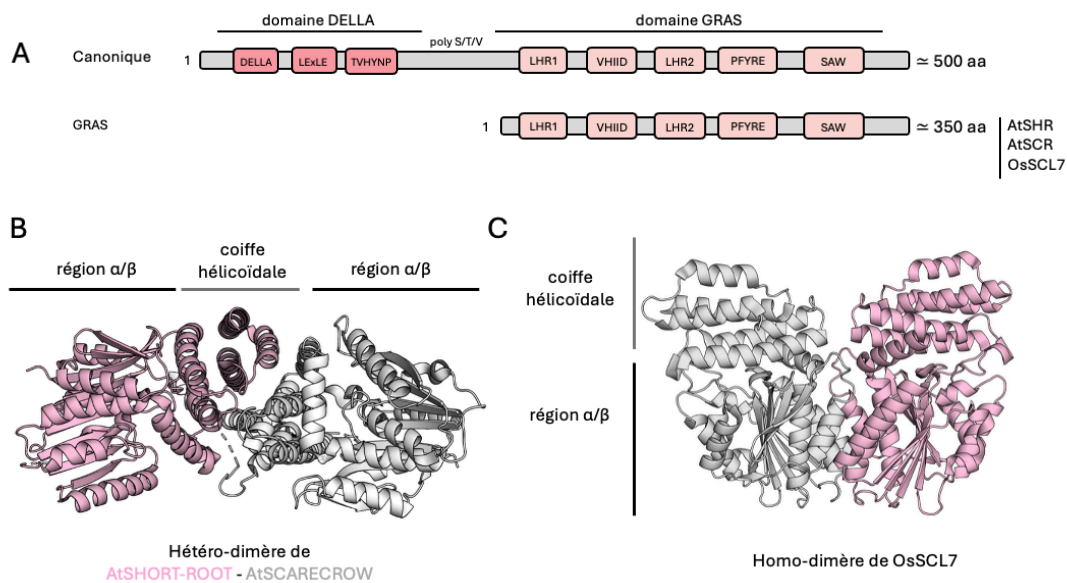 A
domaine DELLA
domaine GRAS
Canonique
1
DELLA
LExLE
TVHYNP
poly S/T/V
LHR1
VHIID
LHR2
PFYRE
SAW
≃ 500 aa
GRAS
1
LHR1
VHIID
LHR2
PFYRE
SAW
≃ 350 aa
AtSHR
AtSCR
OsSCL7
B
région α/β
coiffe
hélicoïdale
région α/β
Hétéro-dimère de
AtSHORT-ROOT - AtSCARECROW
C
coiffe
hélicoïdale
région α/β
Homo-dimère de OsSCL7